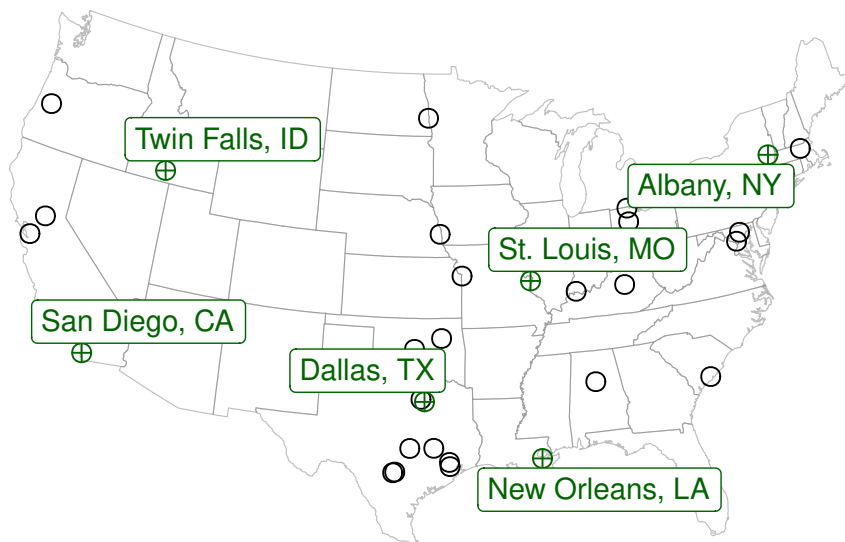 Twin Falls, ID
Albany, NY
St. Louis, MO
San Diego, CA
Dallas, TX
New Orleans, LA